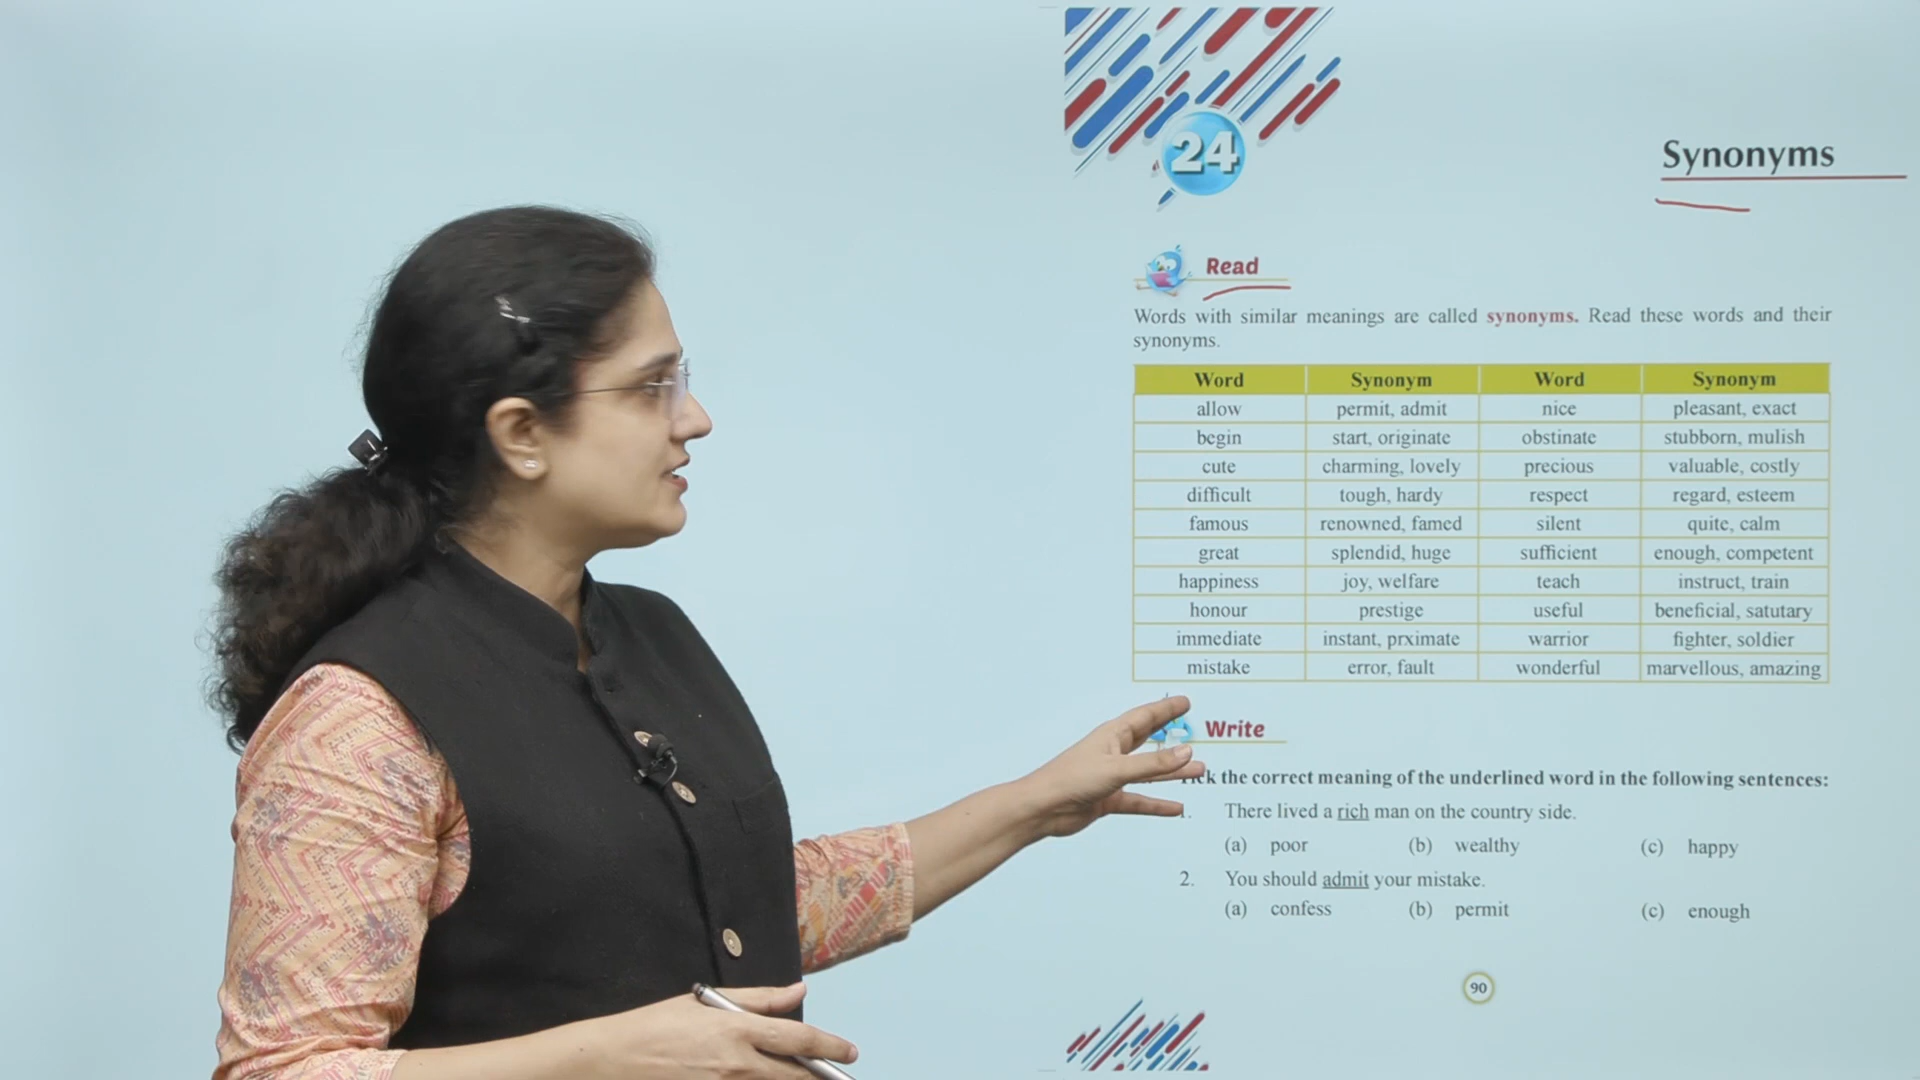 24
Synonyms
Read
Words with similar meanings are called synonyms. Read these words and their
synonyms.
Word Synonym Word Synonym
allow permit, admit nice pleasant, exact
begin start, originate obstinate stubborn, mulish
cute charming, lovely precious valuable, costly
difficult tough, hardy respect regard, esteem
famous renowned, famed silent quite, calm
great splendid, huge sufficient enough, competent
happiness joy, welfare teach instruct, train
honour prestige useful beneficial, satutary
immediate instant, prximate warrior fighter, soldier
mistake error, fault wonderful marvellous, amazing
Write
the correct meaning of the underlined word in the following sentences:
1. There lived a rich man on the country side.
(a) poor (b) wealthy (c) happy
2. You should admit your mistake.
(a) confess (b) permit (c) enough
90